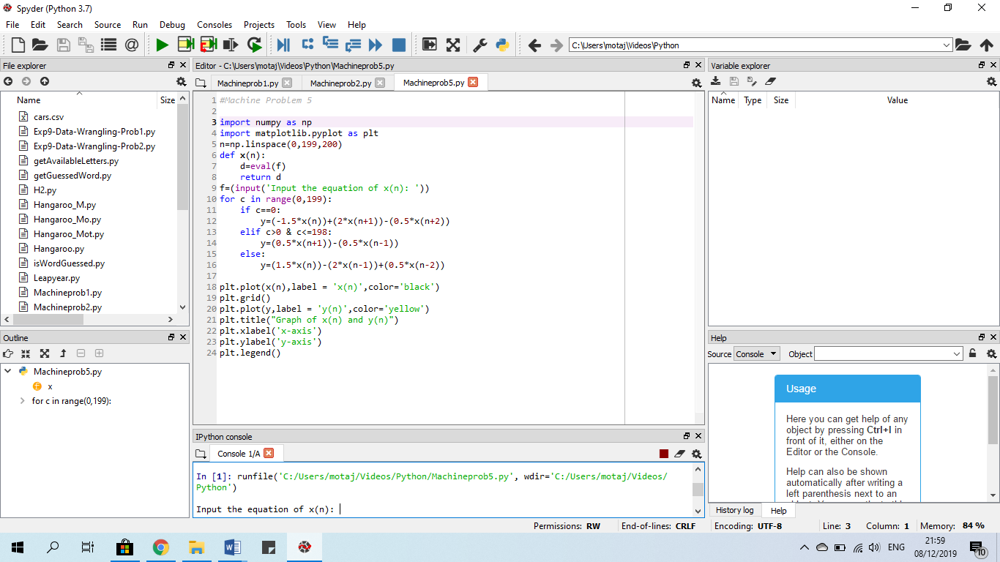 Spyder (Python 3.7)
File Edit Search Source Run Debug Consoles Projects Tools View Help
C:\Users\motaj\Videos\Python
File explorer
Name Size
cars.csv
Exp9-Data-Wrangling-Prob1.py
Exp9-Data-Wrangling-Prob2.py
getAvailableLetters.py
getGuessedWord.py
H2.py
Hangaroo_M.py
Hangaroo_Mo.py
Hangaroo_Mot.py
Hangaroo.py
isWordGuessed.py
Leapyear.py
Machineprob1.py
Machineprob2.py
Outline
Machineprob5.py
x
for c in range(0,199):
Editor - C:\Users\motaj\Videos\Python\Machineprob5.py
Machineprob1.py Machineprob2.py Machineprob5.py
1 #Machine Problem 5
2
3 import numpy as np
4 import matplotlib.pyplot as plt
5 n=np.linspace(0,199,200)
6 def x(n):
7     d=eval(f)
8     return d
9 f=(input('Input the equation of x(n): '))
10 for c in range(0,199):
11     if c==0:
12         y=(-1.5*x(n))+(2*x(n+1))-(0.5*x(n+2))
13     elif c>0 & c<=198:
14         y=(0.5*x(n+1))-(0.5*x(n-1))
15     else:
16         y=(1.5*x(n))-(2*x(n-1))+(0.5*x(n-2))
17
18 plt.plot(x(n),label = 'x(n)',color='black')
19 plt.grid()
20 plt.plot(y,label = 'y(n)',color='yellow')
21 plt.title("Graph of x(n) and y(n)")
22 plt.xlabel('x-axis')
23 plt.ylabel('y-axis')
24 plt.legend()
IPython console
Console 1/A
In [1]: runfile('C:/Users/motaj/Videos/Python/Machineprob5.py', wdir='C:/Users/motaj/Videos/
Python')
Input the equation of x(n):
Variable explorer
Name Type Size Value
Help
Source Console Object
Usage
Here you can get help of any
object by pressing Ctrl+I in
front of it, either on the
Editor or the Console.
Help can also be shown
automatically after writing a
left parenthesis next to an
History log Help
Permissions: RW End-of-lines: CRLF Encoding: UTF-8 Line: 3 Column: 1 Memory: 84 %
ENG
21:59
08/12/2019
10